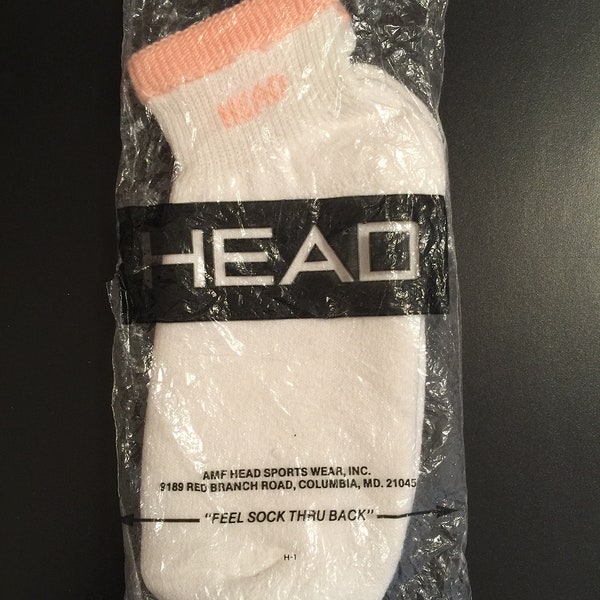 HEAD
HEAD
AMF HEAD SPORTS WEAR, INC.
9189 RED BRANCH ROAD, COLUMBIA, MD. 21045
"FEEL SOCK THRU BACK"
H-1